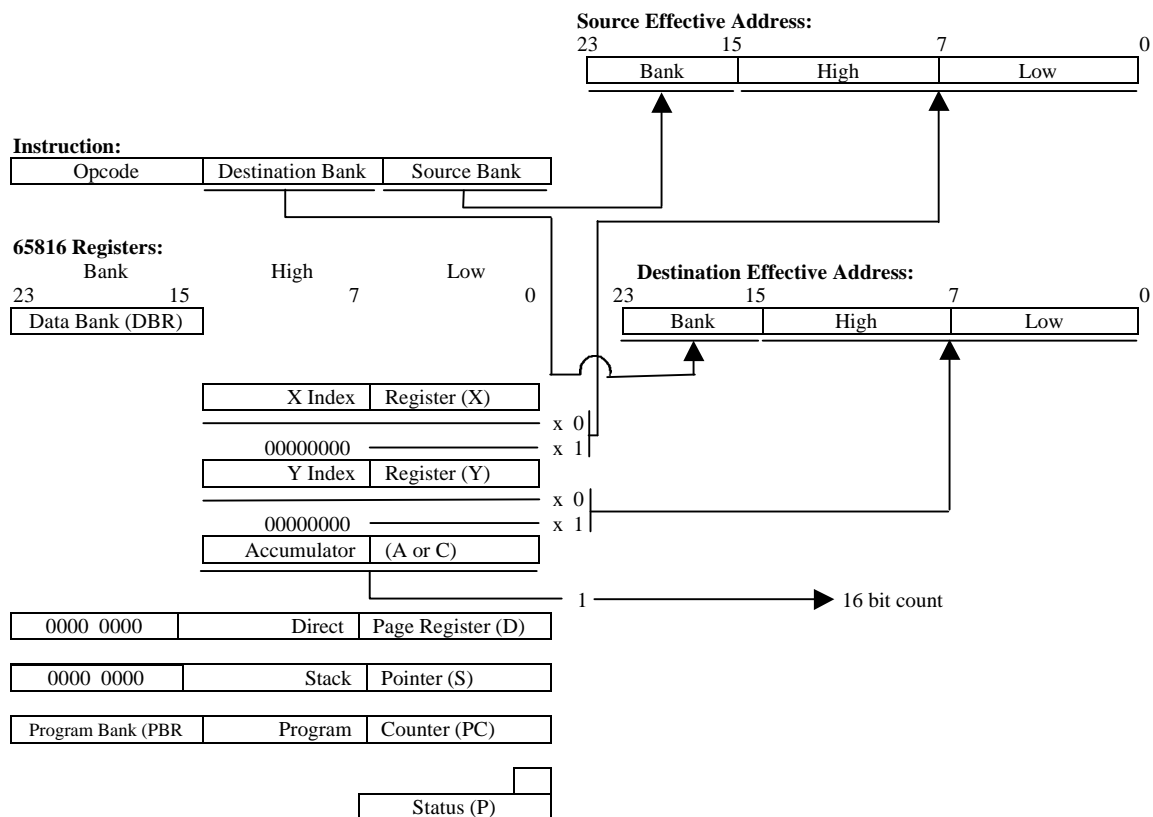 Source Effective Address:
23 15 7 0
Bank High Low
Instruction:
Opcode Destination Bank Source Bank
65816 Registers:
Bank High Low
23 15 7 0
Data Bank (DBR)
Destination Effective Address:
23 15 7 0
Bank High Low
X Index Register (X)
x 0
00000000 x 1
Y Index Register (Y)
x 0
00000000 x 1
Accumulator (A or C)
1 16 bit count
0000 0000 Direct Page Register (D)
0000 0000 Stack Pointer (S)
Program Bank (PBR Program Counter (PC)
Status (P)